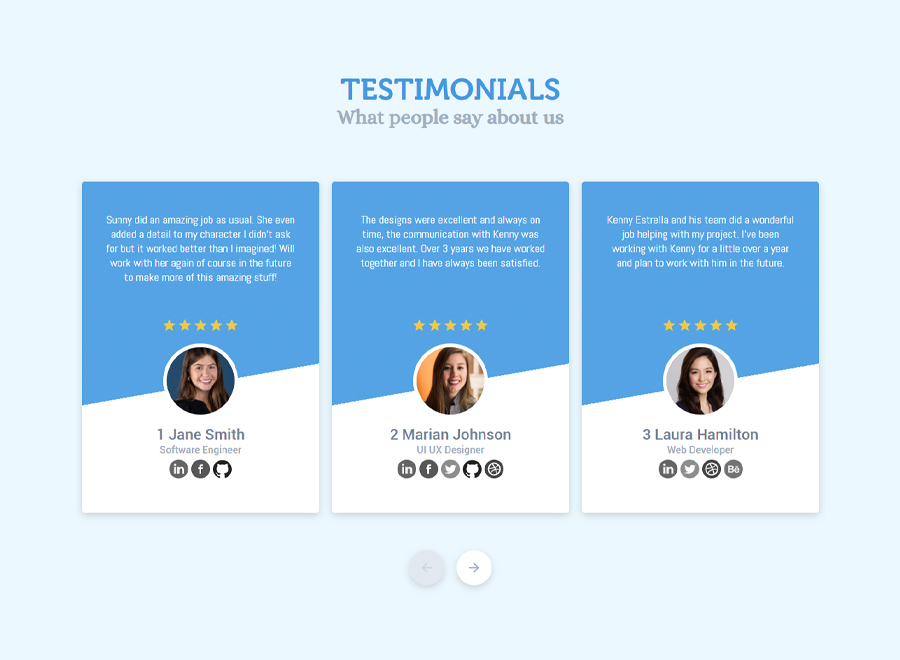 TESTIMONIALS
What people say about us
Sunny did an amazing job as usual. She even
added a detail to my character I didn't ask
for but it worked better than I imagined! Will
work with her again of course in the future
to make more of this amazing stuff!
1 Jane Smith
Software Engineer
in f
The designs were excellent and always on
time, the communication with Kenny was
also excellent. Over 3 years we have worked
together and I have always been satisfied.
2 Marian Johnson
UI UX Designer
in f
Kenny Estralla and his team did a wonderful
job helping with my project. I've been
working with Kenny for a little over a year
and plan to work with him in the future.
3 Laura Hamilton
Web Developer
in Bē